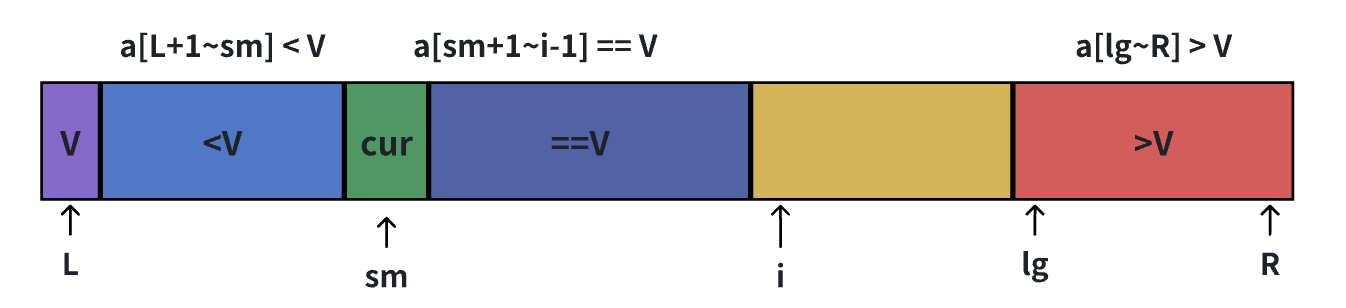 a[L+1~sm] < V a[sm+1~i-1] == V a[lg~R] > V
V <V cur ==V >V
L sm i lg R